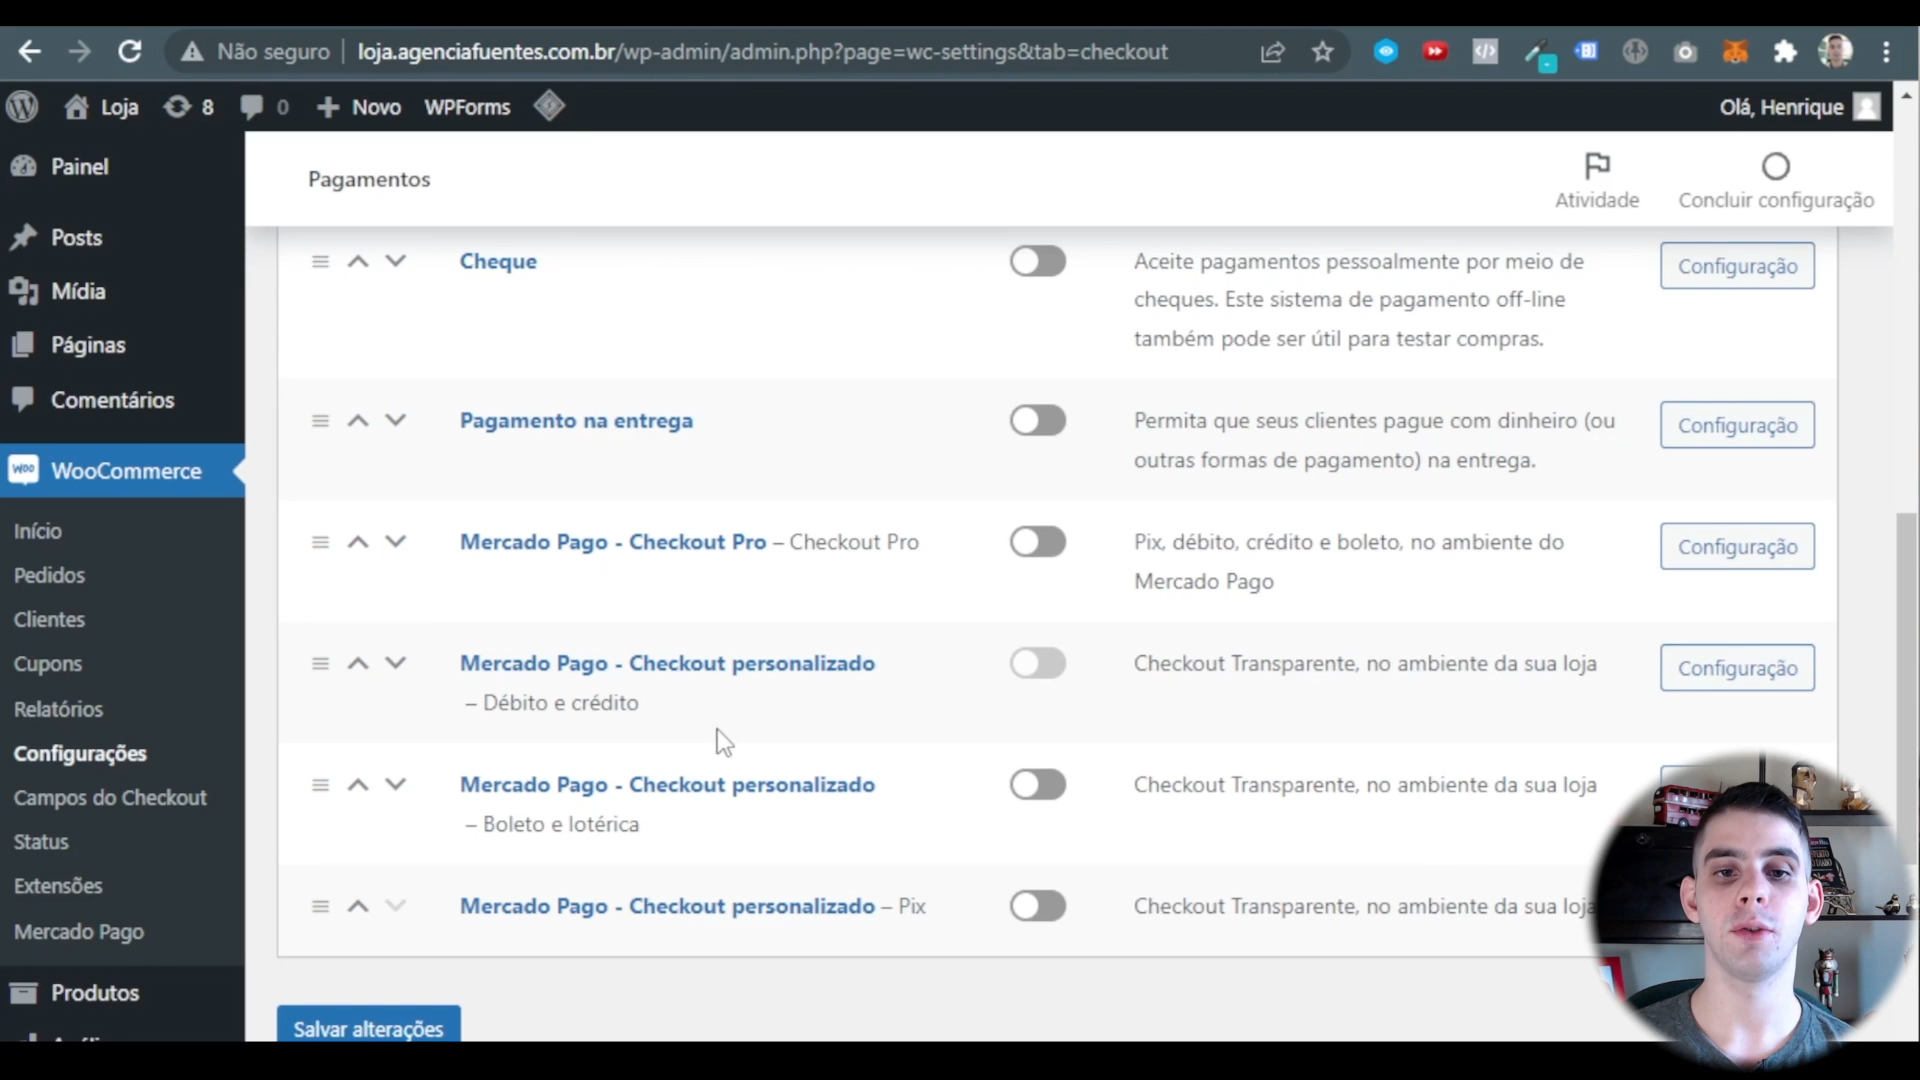 Não seguro
loja.agenciafuentes.com.br/wp-admin/admin.php?page=wc-settings&tab=checkout
Loja 8 0 Novo WPForms
Olá, Henrique
Painel
Posts
Mídia
Páginas
Comentários
WooCommerce
Início
Pedidos
Clientes
Cupons
Relatórios
Configurações
Campos do Checkout
Status
Extensões
Mercado Pago
Produtos
Pagamentos
Atividade
Concluir configuração
Cheque
Aceite pagamentos pessoalmente por meio de
cheques. Este sistema de pagamento off-line
também pode ser útil para testar compras.
Configuração
Pagamento na entrega
Permita que seus clientes pague com dinheiro (ou
outras formas de pagamento) na entrega.
Configuração
Mercado Pago - Checkout Pro – Checkout Pro
Pix, débito, crédito e boleto, no ambiente do
Mercado Pago
Configuração
Mercado Pago - Checkout personalizado
– Débito e crédito
Checkout Transparente, no ambiente da sua loja
Configuração
Mercado Pago - Checkout personalizado
– Boleto e lotérica
Checkout Transparente, no ambiente da sua loja
Mercado Pago - Checkout personalizado – Pix
Checkout Transparente, no ambiente da sua loja
Salvar alterações